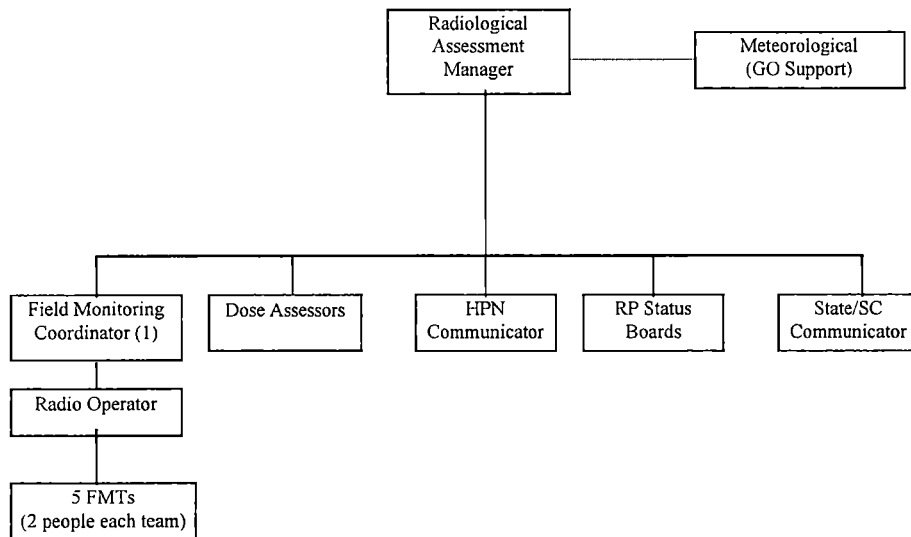 Radiological
Assessment
Manager
Meteorological
(GO Support)
Field Monitoring
Coordinator (1)
Dose Assessors
HPN
Communicator
RP Status
Boards
State/SC
Communicator
Radio Operator
5 FMTs
(2 people each team)